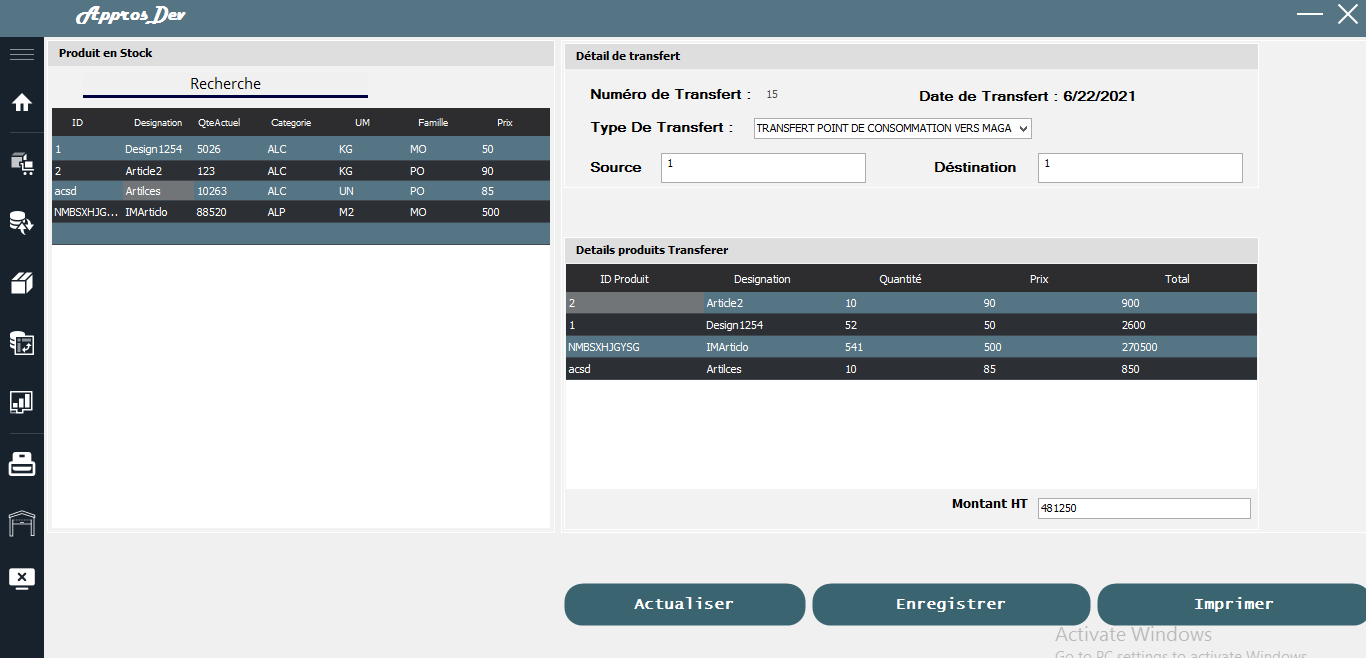 Appros_Dev
Produit en Stock
Recherche
ID Designation QteActuel Categorie UM Famille Prix
1 Design1254 5026 ALC KG MO 50
2 Article2 123 ALC KG PO 90
acsd Artilces 10263 ALC UN PO 85
NMBSXHJG... IMArticlo 88520 ALP M2 MO 500
Détail de transfert
Numéro de Transfert : 15 Date de Transfert : 6/22/2021
Type De Transfert : TRANSFERT POINT DE CONSOMMATION VERS MAGA
Source 1 Déstination 1
Details produits Transferer
ID Produit Designation Quantité Prix Total
2 Article2 10 90 900
1 Design1254 52 50 2600
NMBSXHJGYSG IMArticlo 541 500 270500
acsd Artilces 10 85 850
Montant HT 481250
Actualiser Enregistrer Imprimer
Activate Windows
Go to PC settings to activate Windows.